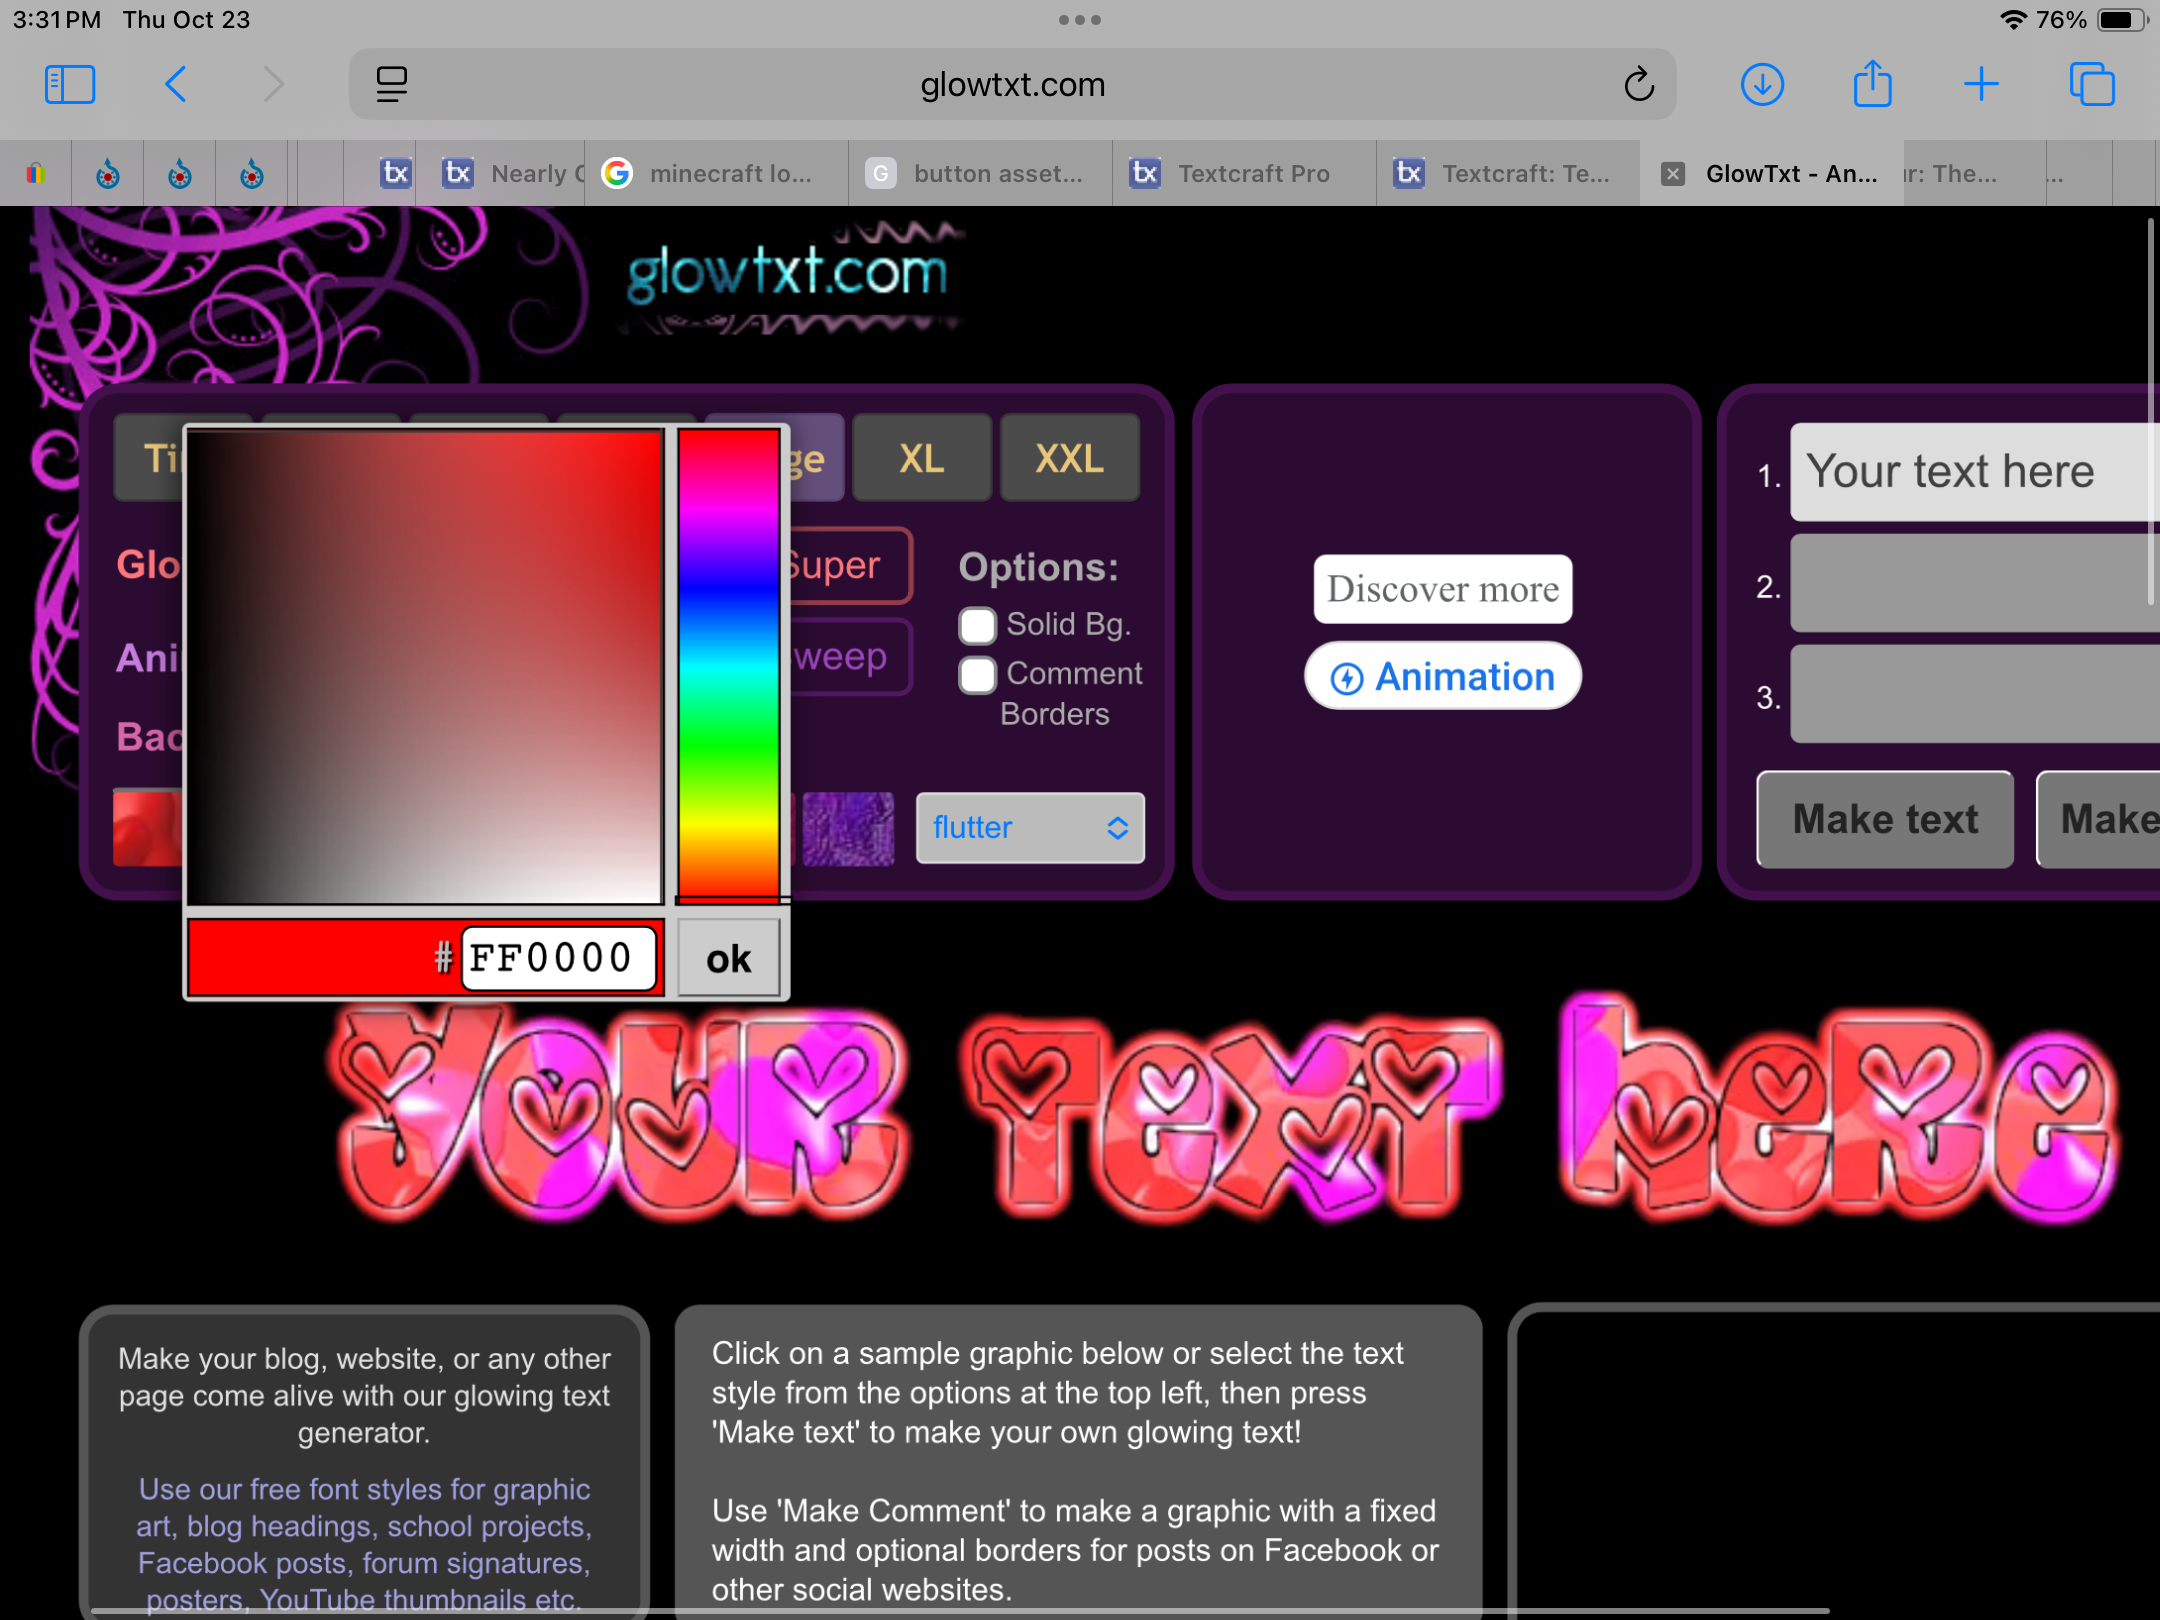 3:31 PM Thu Oct 23
76%
glowtxt.com
tx
tx Nearly
G minecraft lo...
G button asset...
tx Textcraft Pro
tx Textcraft: Te...
GlowTxt - An...
: The...
...
glowtxt.com
XL
XXL
Super
Options:
Solid Bg.
Comment
Borders
flutter
# FF0000
ok
Discover more
Animation
1. Your text here
2.
3.
Make text
Make
YOUR TEXT HERE
Make your blog, website, or any other
page come alive with our glowing text
generator.
Use our free font styles for graphic
art, blog headings, school projects,
Facebook posts, forum signatures,
posters, YouTube thumbnails etc.
Click on a sample graphic below or select the text
style from the options at the top left, then press
'Make text' to make your own glowing text!
Use 'Make Comment' to make a graphic with a fixed
width and optional borders for posts on Facebook or
other social websites.